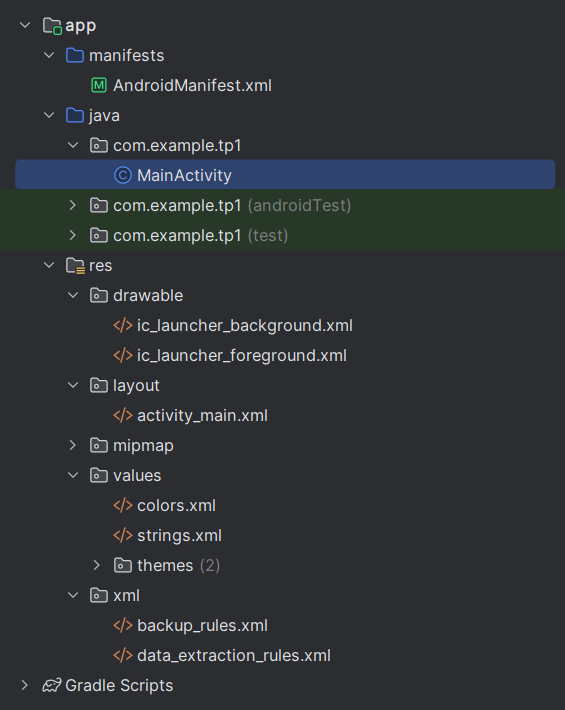 app
manifests
AndroidManifest.xml
java
com.example.tp1
MainActivity
com.example.tp1 (androidTest)
com.example.tp1 (test)
res
drawable
ic_launcher_background.xml
ic_launcher_foreground.xml
layout
activity_main.xml
mipmap
values
colors.xml
strings.xml
themes (2)
xml
backup_rules.xml
data_extraction_rules.xml
Gradle Scripts